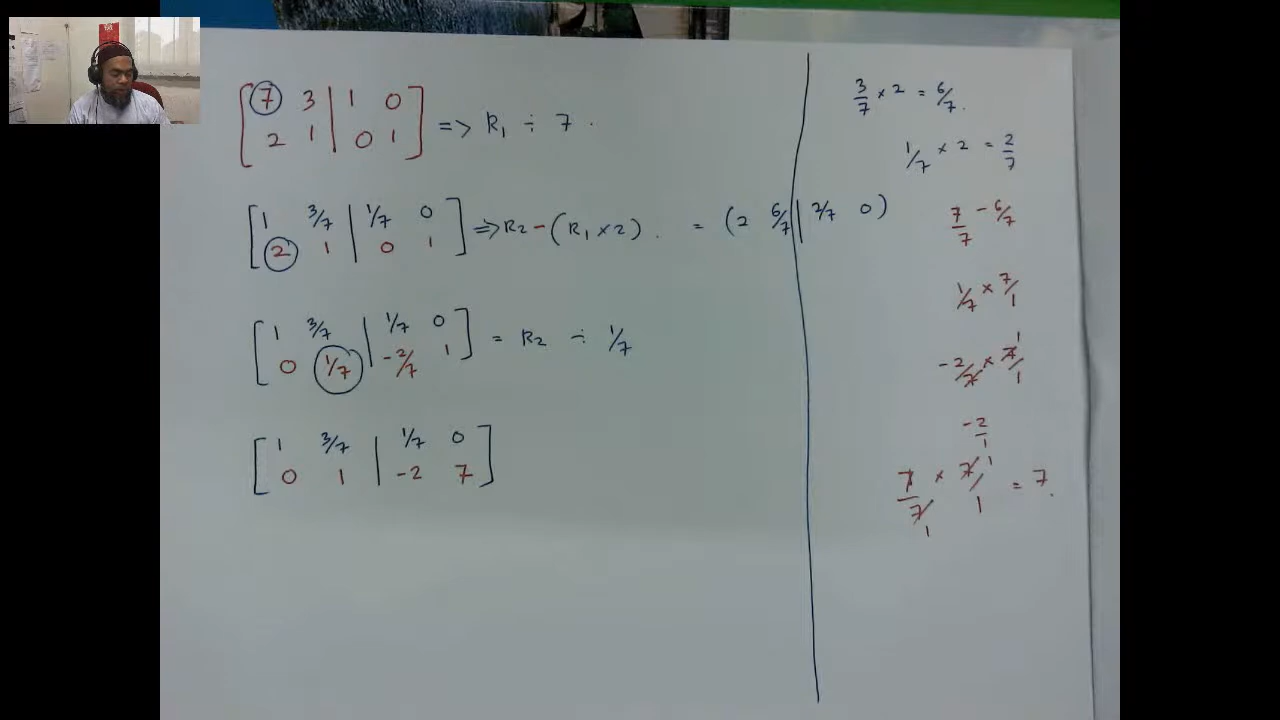 [ 7 3 | 1 0 ] => R1 ÷ 7 .
[ 2 1 | 0 1 ]
[ 1 3/7 | 1/7 0 ] => R2 - (R1 × 2) . = (2 6/7 | 2/7 0)
[ 2 1 | 0 1 ]
[ 1 3/7 | 1/7 0 ] = R2 ÷ 1/7
[ 0 1/7 | -2/7 1 ]
[ 1 3/7 | 1/7 0 ]
[ 0 1 | -2 7 ]
3/7 × 2 = 6/7 .
1/7 × 2 = 2/7
7/7 - 6/7
1/7 × 7/1
-2/7 × 7/1 1
-2/1
7/7 × 7/1 = 7 .
1 1